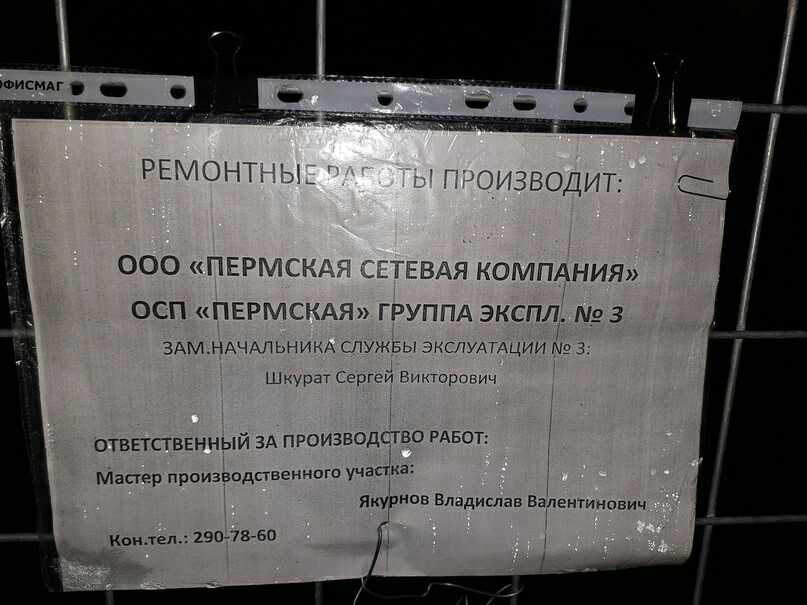 ОФИСМАГ
РЕМОНТНЫЕ РАБОТЫ ПРОИЗВОДИТ:
ООО «ПЕРМСКАЯ СЕТЕВАЯ КОМПАНИЯ»
ОСП «ПЕРМСКАЯ» ГРУППА ЭКСПЛ. № 3
ЗАМ.НАЧАЛЬНИКА СЛУЖБЫ ЭКСЛУАТАЦИИ № 3:
Шкурат Сергей Викторович
ОТВЕТСТВЕННЫЙ ЗА ПРОИЗВОДСТВО РАБОТ:
Мастер производственного участка:
Якурнов Владислав Валентинович
Кон.тел.: 290-78-60